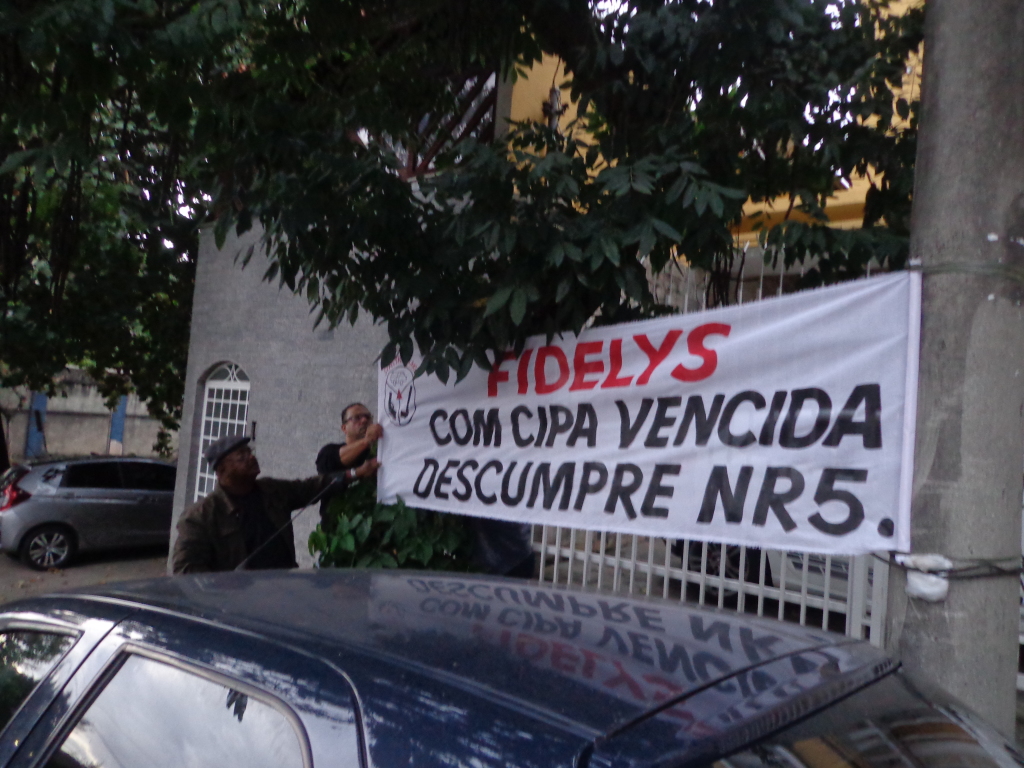 FIDELYS
COM CIPA VENCIDA
DESCUMPRE NR5.